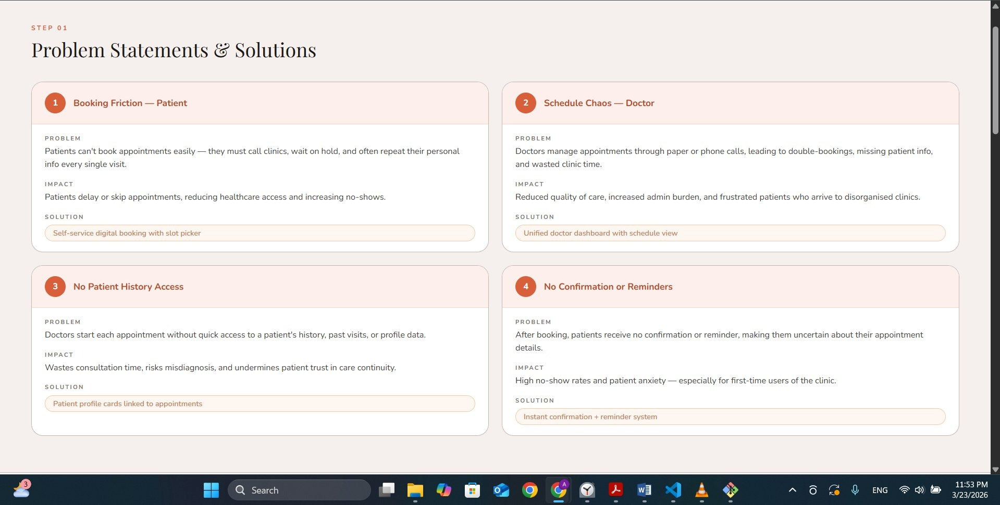 STEP 01
Problem Statements & Solutions
1
Booking Friction — Patient
PROBLEM
Patients can't book appointments easily — they must call clinics, wait on hold, and often repeat their personal
info every single visit.
IMPACT
Patients delay or skip appointments, reducing healthcare access and increasing no-shows.
SOLUTION
Self-service digital booking with slot picker
2
Schedule Chaos — Doctor
PROBLEM
Doctors manage appointments through paper or phone calls, leading to double-bookings, missing patient info,
and wasted clinic time.
IMPACT
Reduced quality of care, increased admin burden, and frustrated patients who arrive to disorganised clinics.
SOLUTION
Unified doctor dashboard with schedule view
3
No Patient History Access
PROBLEM
Doctors start each appointment without quick access to a patient's history, past visits, or profile data.
IMPACT
Wastes consultation time, risks misdiagnosis, and undermines patient trust in care continuity.
SOLUTION
Patient profile cards linked to appointments
4
No Confirmation or Reminders
PROBLEM
After booking, patients receive no confirmation or reminder, making them uncertain about their appointment
details.
IMPACT
High no-show rates and patient anxiety — especially for first-time users of the clinic.
SOLUTION
Instant confirmation + reminder system
3
Search
A
ENG
11:53 PM
3/23/2026